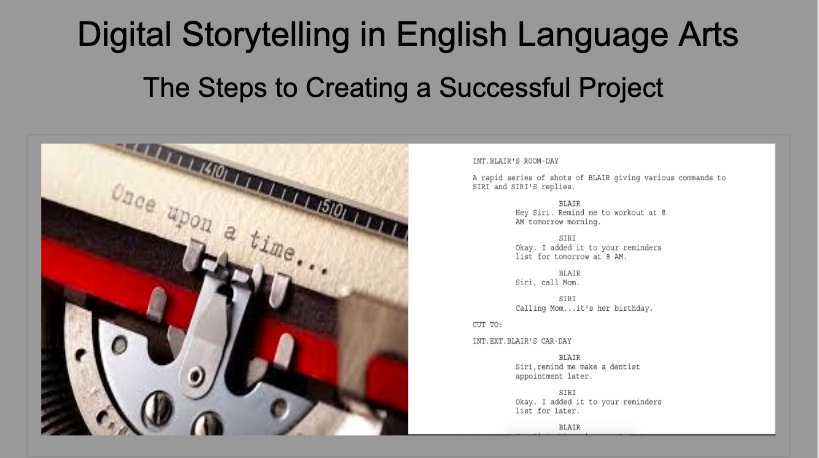 Digital Storytelling in English Language Arts
The Steps to Creating a Successful Project
40
50
Once upon a time...
INT.BLAIR'S ROOM-DAY
A rapid series of shots of BLAIR giving various commands to
SIRI and SIRI'S replies.
BLAIR
Hey Siri. Remind me to workout at 8
AM tomorrow morning.
SIRI
Okay. I added it to your reminders
list for tomorrow at 8 AM.
BLAIR
Siri, call Mom.
SIRI
Calling Mom...it's her birthday.
CUT TO:
INT.EXT.BLAIR'S CAR-DAY
BLAIR
Siri,remind me make a dentist
appointment later.
SIRI
Okay. I added it to your reminders
list for later.
BLAIR